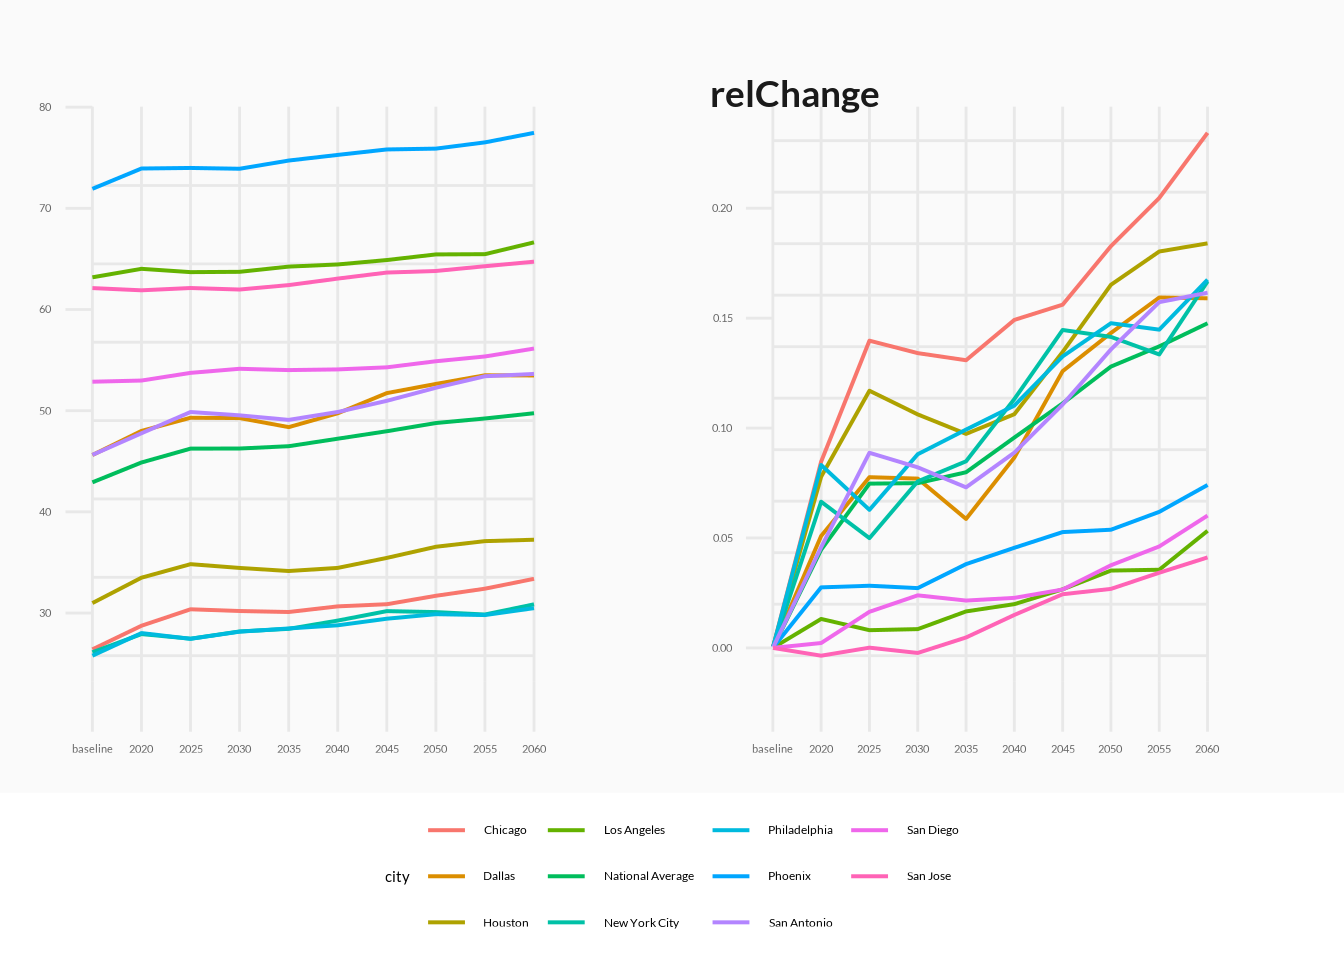 relChange
80
70
60
50
40
30
baseline 2020 2025 2030 2035 2040 2045 2050 2055 2060
0.20
0.15
0.10
0.05
0.00
baseline 2020 2025 2030 2035 2040 2045 2050 2055 2060
city
Chicago Los Angeles Philadelphia San Diego
Dallas National Average Phoenix San Jose
Houston New York City San Antonio